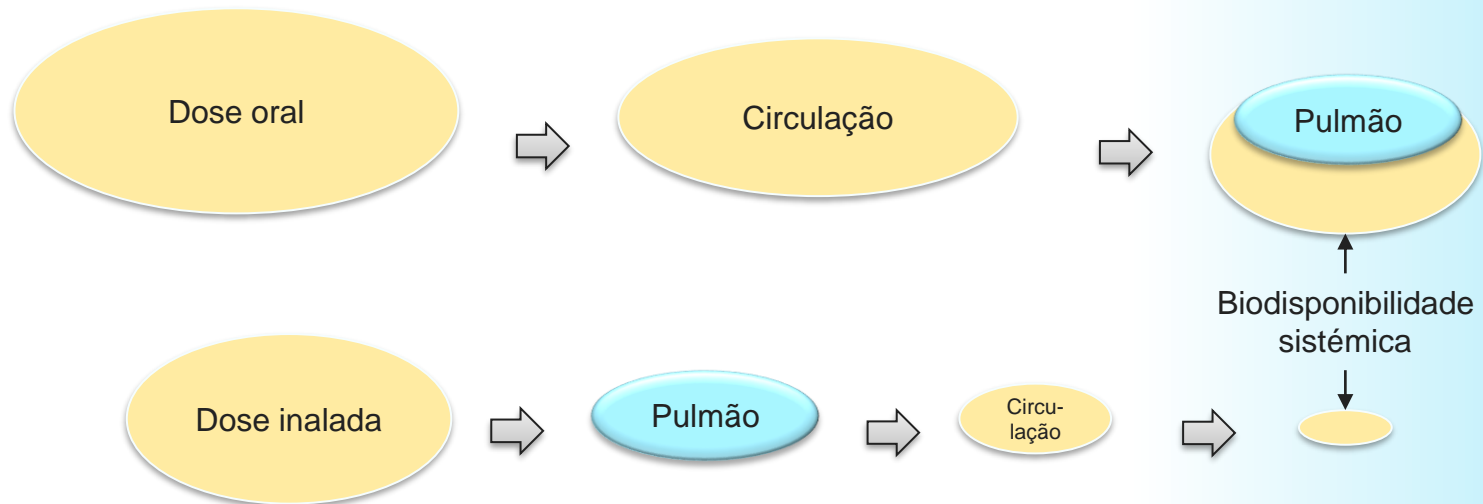 Dose oral
Circulação
Pulmão
Biodisponibilidade
sistémica
Dose inalada
Pulmão
Circu-
lação